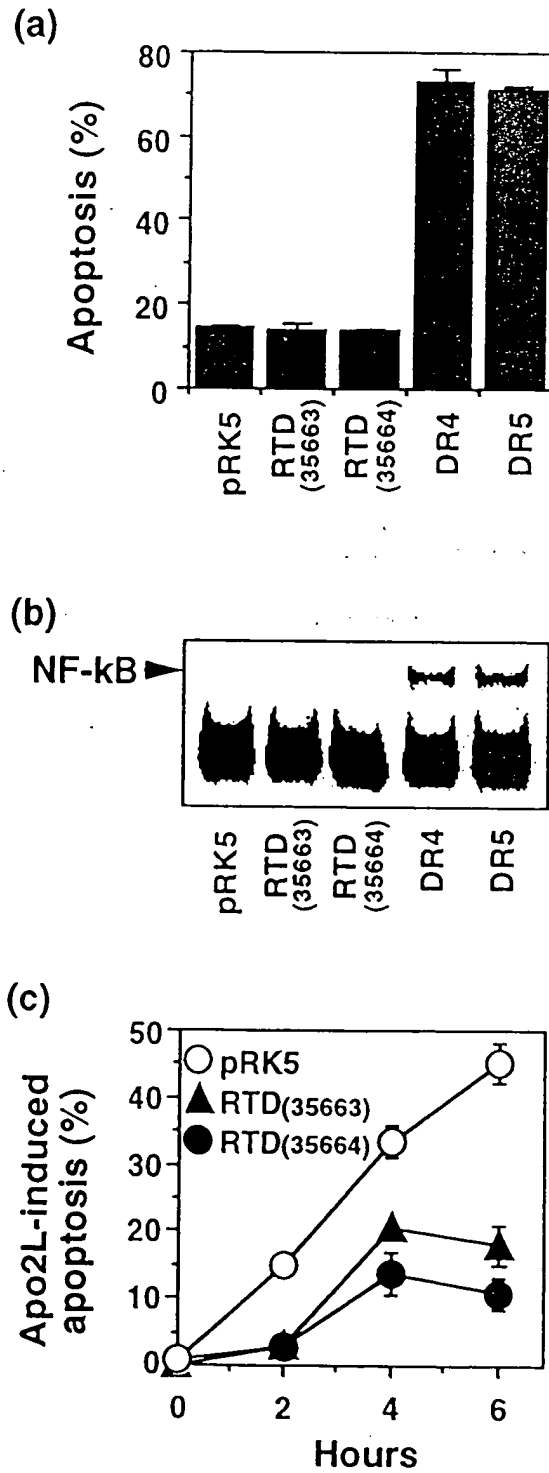 (a)
Apoptosis (%)
80
60
40
20
0
pRK5
RTD
(35663)
RTD
(35664)
DR4
DR5
(b)
NF-kB
pRK5
RTD
(35663)
RTD
(35664)
DR4
DR5
(c)
Apo2L-induced
apoptosis (%)
50
40
30
20
10
0
pRK5
RTD(35663)
RTD(35664)
0
2
4
6
Hours